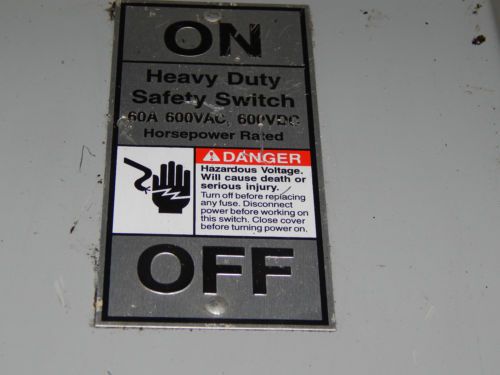 ON
Heavy Duty
Safety Switch
60A 600VAC, 600VDC
Horsepower Rated
DANGER
Hazardous Voltage.
Will cause death or
serious injury.
Turn off before replacing
any fuse. Disconnect
power before working on
this switch. Close cover
before turning power on.
OFF